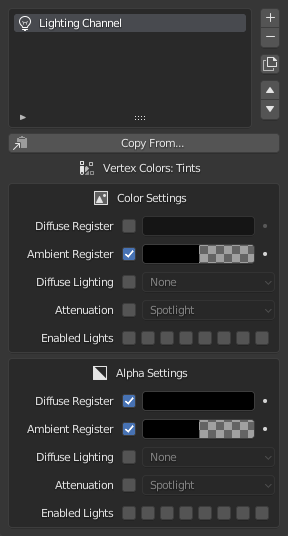 Lighting Channel
Copy From...
Vertex Colors: Tints
Color Settings
Diffuse Register
Ambient Register
Diffuse Lighting None
Attenuation Spotlight
Enabled Lights
Alpha Settings
Diffuse Register
Ambient Register
Diffuse Lighting None
Attenuation Spotlight
Enabled Lights